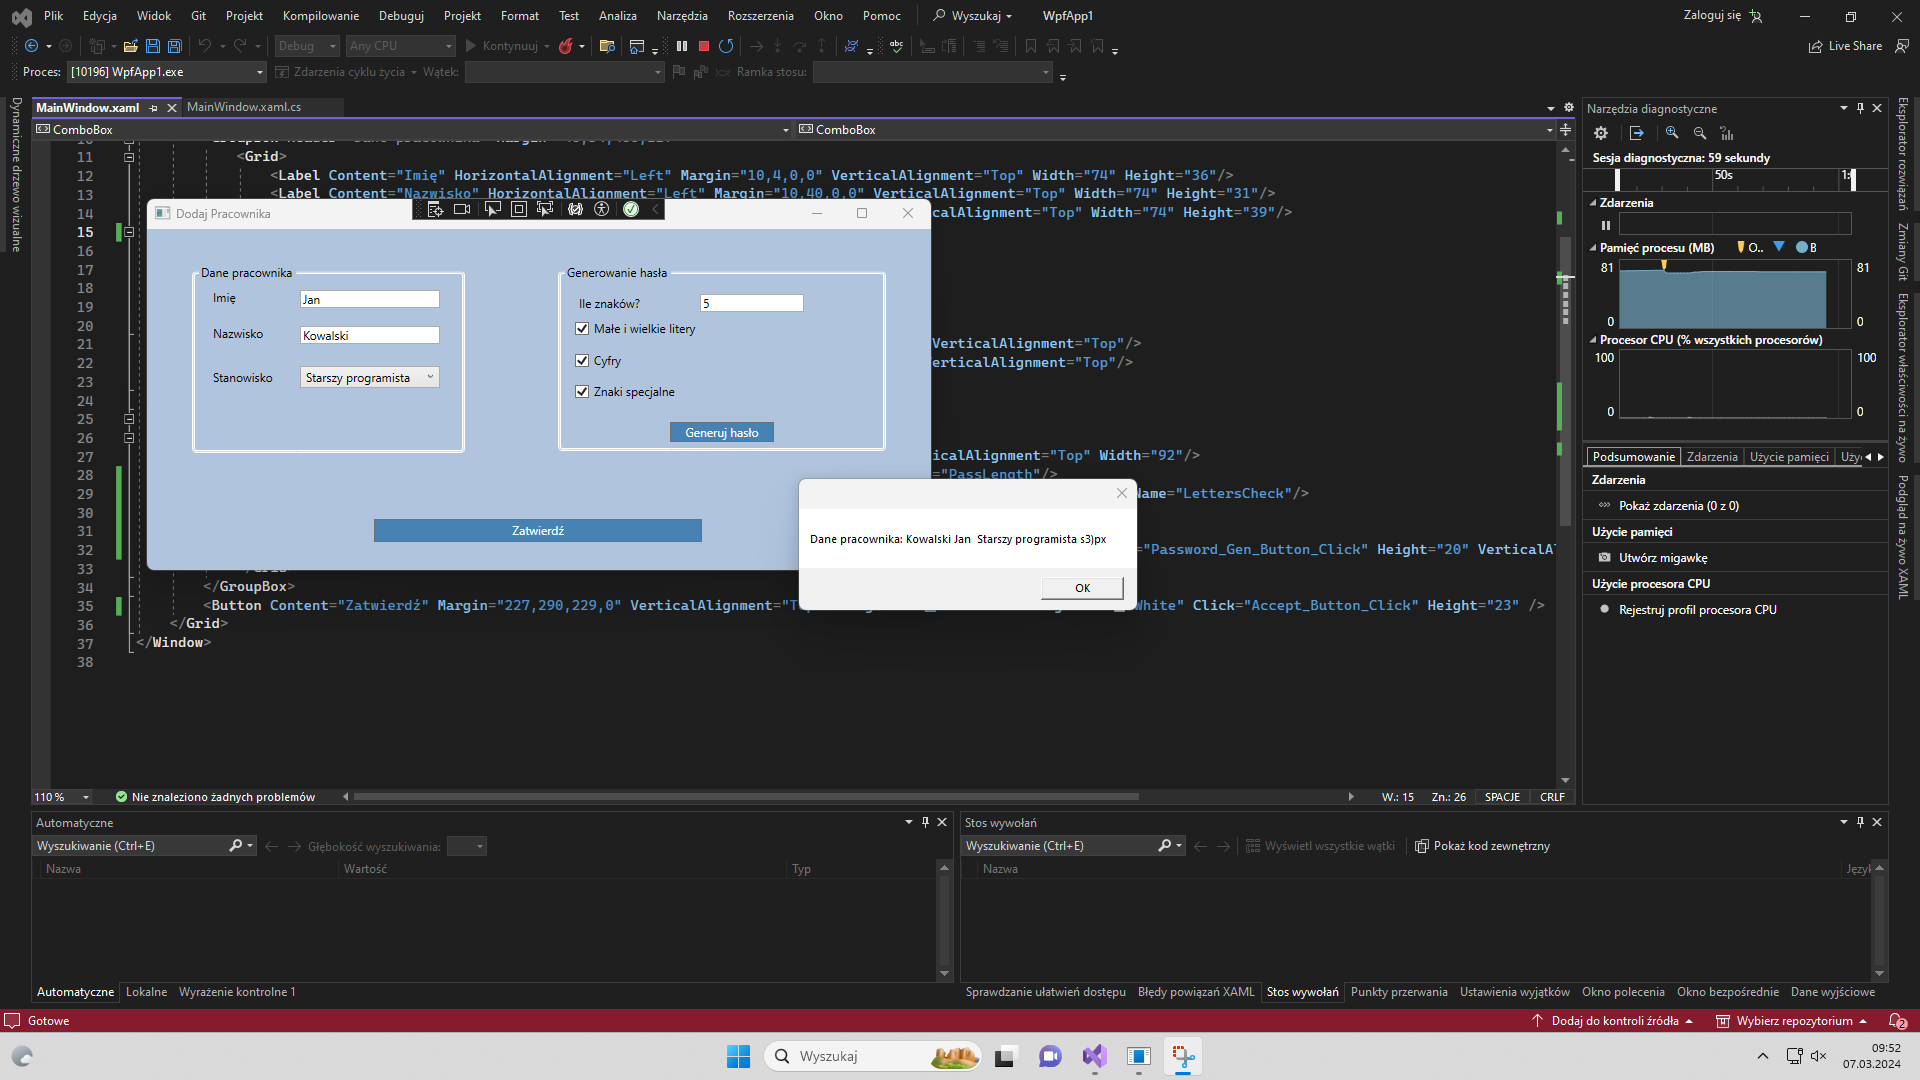 Plik Edycja Widok Git Projekt Kompilowanie Debuguj Projekt Format Test Analiza Narzędzia Rozszerzenia Okno Pomoc Wyszukaj WpfApp1 Zaloguj się
Debug Any CPU Kontynuuj Live Share
Proces: [10196] WpfApp1.exe Zdarzenia cyklu życia Wątek: Ramka stosu:
Dynamiczne drzewo wizualne
MainWindow.xaml MainWindow.xaml.cs
ComboBox ComboBox
11 <Grid>
12 <Label Content="Imię" HorizontalAlignment="Left" Margin="10,4,0,0" VerticalAlignment="Top" Width="74" Height="36"/>
13 <Label Content="Nazwisko" HorizontalAlignment="Left" Margin="10,40,0,0" VerticalAlignment="Top" Width="74" Height="31"/>
14 icalAlignment="Top" Width="74" Height="39"/>
15
16
17
18
19
20
21 VerticalAlignment="Top"/>
22 erticalAlignment="Top"/>
23
24
25
26
27 icalAlignment="Top" Width="92"/>
28 ="PassLength"/>
29 Name="LettersCheck"/>
30
31
32 ="Password_Gen_Button_Click" Height="20" VerticalAl
33
34 </GroupBox>
35 <Button Content="Zatwierdź" Margin="227,290,229,0" VerticalAlignment="T White" Click="Accept_Button_Click" Height="23" />
36 </Grid>
37 </Window>
38
Dodaj Pracownika
Dane pracownika
Imię Jan
Nazwisko Kowalski
Stanowisko Starszy programista
Generowanie hasła
Ile znaków? 5
Małe i wielkie litery
Cyfry
Znaki specjalne
Generuj hasło
Zatwierdź
Dane pracownika: Kowalski Jan  Starszy programista s3)px
OK
110 % Nie znaleziono żadnych problemów W.: 15 Zn.: 26 SPACJE CRLF
Narzędzia diagnostyczne
Sesja diagnostyczna: 59 sekundy
50s
Zdarzenia
Pamięć procesu (MB) O.. B
81 81
0 0
Procesor CPU (% wszystkich procesorów)
100 100
0 0
Podsumowanie Zdarzenia Użycie pamięci Uży
Zdarzenia
Pokaż zdarzenia (0 z 0)
Użycie pamięci
Utwórz migawkę
Użycie procesora CPU
Rejestruj profil procesora CPU
Eksplorator rozwiązań
Zmiany Git
Eksplorator właściwości na żywo
Podgląd na żywo XAML
Automatyczne
Wyszukiwanie (Ctrl+E) Głębokość wyszukiwania:
Nazwa Wartość Typ
Automatyczne Lokalne Wyrażenie kontrolne 1
Stos wywołań
Wyszukiwanie (Ctrl+E) Wyświetl wszystkie wątki Pokaż kod zewnętrzny
Nazwa Język
Sprawdzanie ułatwień dostępu Błędy powiązań XAML Stos wywołań Punkty przerwania Ustawienia wyjątków Okno polecenia Okno bezpośrednie Dane wyjściowe
Gotowe Dodaj do kontroli źródła Wybierz repozytorium 2
Wyszukaj
09:52
07.03.2024